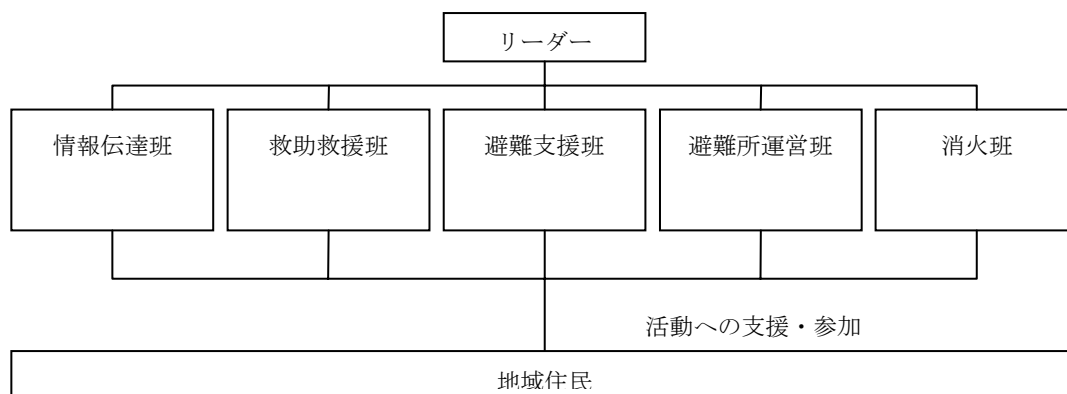 リーダー
情報伝達班
救助救援班
避難支援班
避難所運営班
消火班
活動への支援・参加
地域住民